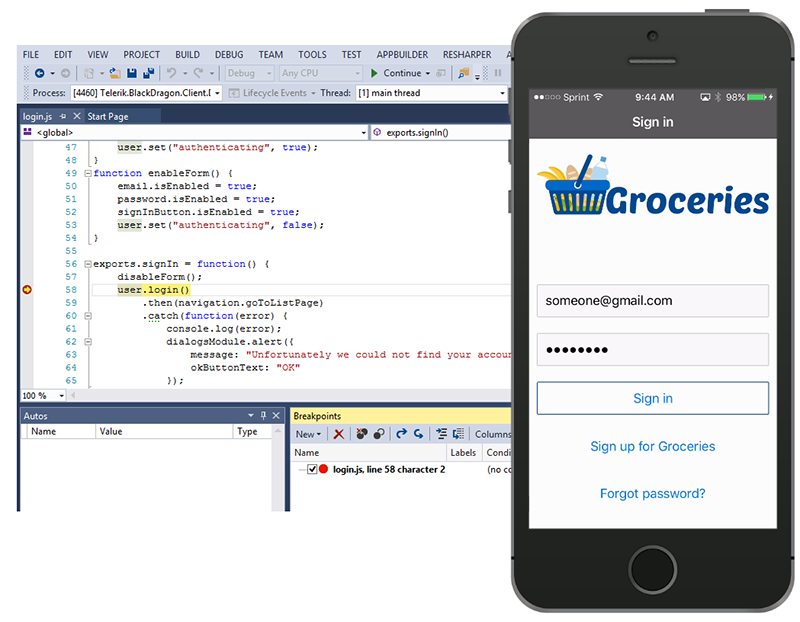 FILE EDIT VIEW PROJECT BUILD DEBUG TEAM TOOLS TEST APPBUILDER RESHARPER
Debug Any CPU Continue
Process: [4460] Telerik.BlackDragon.Client.D Lifecycle Events Thread: [1] main thread
login.js Start Page
<global> exports.signIn()
47 user.set("authenticating", true);
48 }
49 function enableForm() {
50 email.isEnabled = true;
51 password.isEnabled = true;
52 signInButton.isEnabled = true;
53 user.set("authenticating", false);
54 }
55
56 exports.signIn = function() {
57 disableForm();
58 user.login()
59 .then(navigation.goToListPage)
60 .catch(function(error) {
61 console.log(error);
62 dialogsModule.alert({
63 message: "Unfortunately we could not find your accou
64 okButtonText: "OK"
65 });
100 %
Autos
Name Value Type
Breakpoints
New Columns
Name Labels Condi
login.js, line 58 character 2 (no co
Sprint 9:44 AM 98%
Sign in
Groceries
someone@gmail.com
●●●●●●●●
Sign in
Sign up for Groceries
Forgot password?